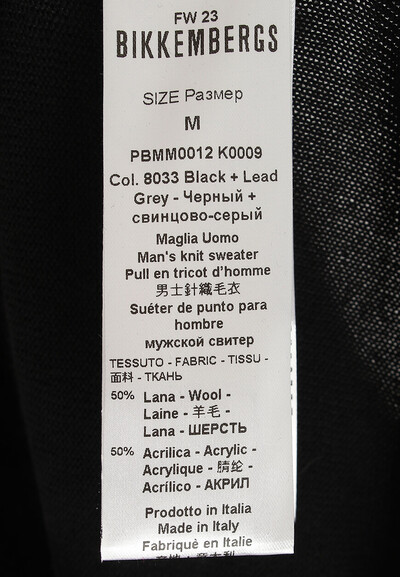 FW 23
BIKKEMBERGS
SIZE Размер
M
PBMM0012 K0009
Col. 8033 Black + Lead
Grey - Черный +
свинцово-серый
Maglia Uomo
Man's knit sweater
Pull en tricot d'homme
男士針織毛衣
Suéter de punto para
hombre
мужской свитер
TESSUTO - FABRIC - TISSU -
面料 - ТКАНЬ
50% Lana - Wool -
Laine - 羊毛 -
Lana - ШЕРСТЬ
50% Acrilica - Acrylic -
Acrylique - 腈纶 -
Acrílico - АКРИЛ
Prodotto in Italia
Made in Italy
Fabriquè en Italie